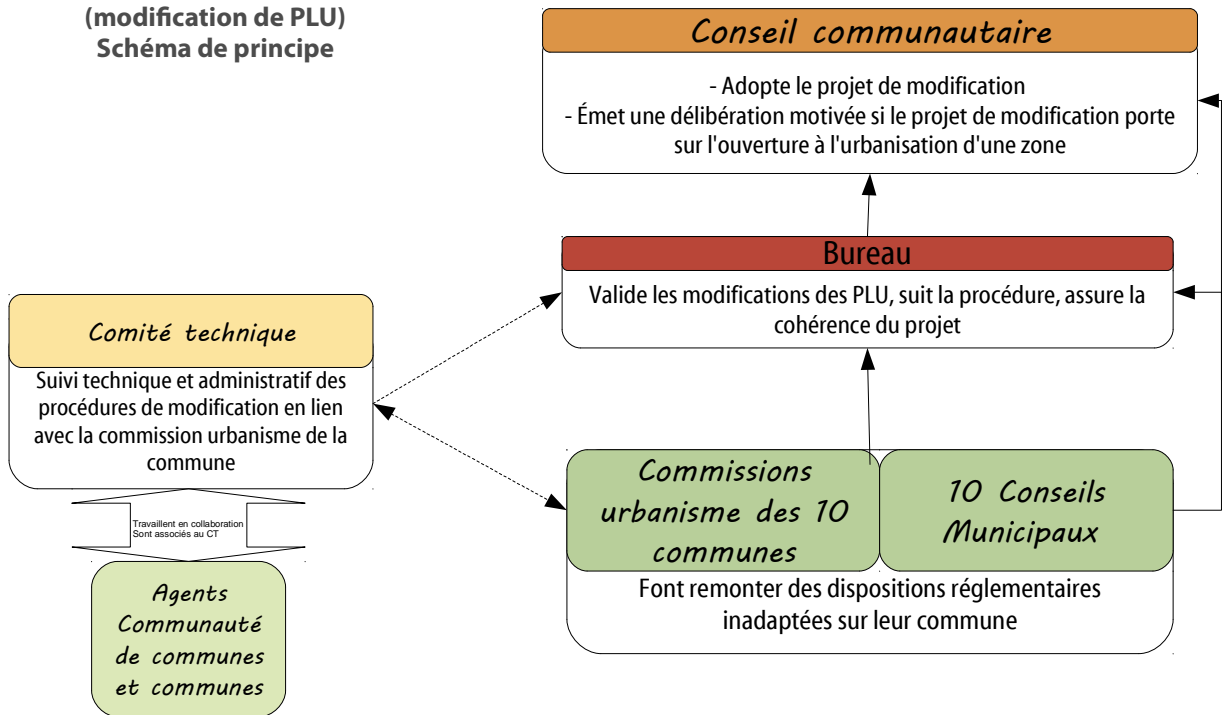 (modification de PLU)
Schéma de principe
Conseil communautaire
- Adopte le projet de modification
- Émet une délibération motivée si le projet de modification porte
sur l'ouverture à l'urbanisation d'une zone
Bureau
Valide les modifications des PLU, suit la procédure, assure la
cohérence du projet
Comité technique
Suivi technique et administratif des
procédures de modification en lien
avec la commission urbanisme de la
commune
Travaillent en collaboration
Sont associés au CT
Agents
Communauté
de communes
et communes
Commissions
urbanisme des 10
communes
10 Conseils
Municipaux
Font remonter des dispositions réglementaires
inadaptées sur leur commune